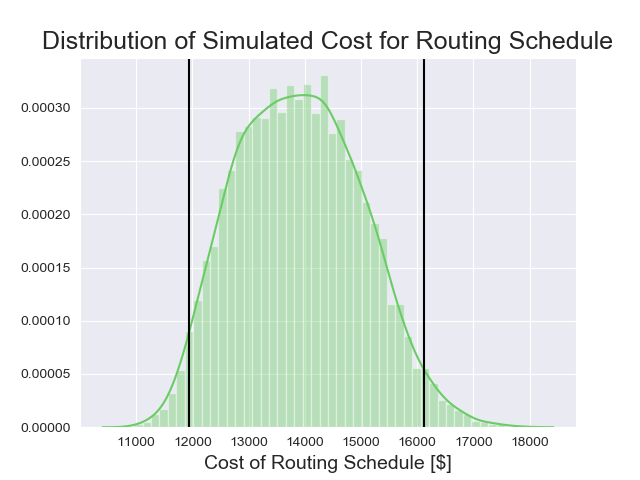 Distribution of Simulated Cost for Routing Schedule
0.00030
0.00025
0.00020
0.00015
0.00010
0.00005
0.00000
11000 12000 13000 14000 15000 16000 17000 18000
Cost of Routing Schedule [$]